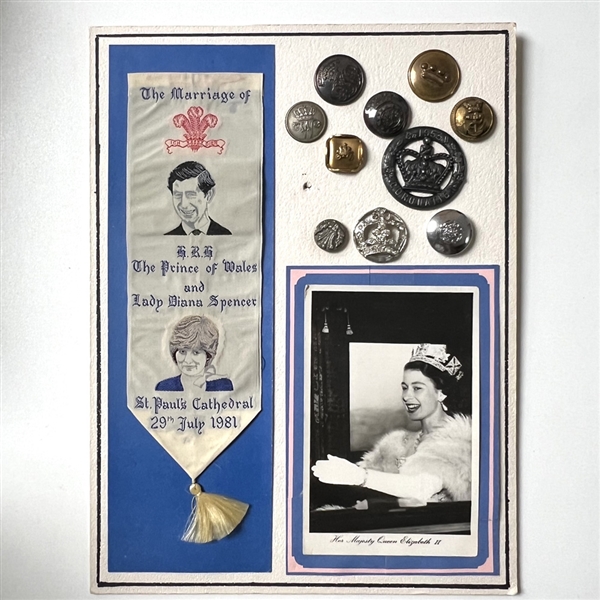 The Marriage of
H.R.H
The Prince of Wales
and
Lady Diana Spencer
St. Paul's Cathedral
29th July 1981
Her Majesty Queen Elizabeth II